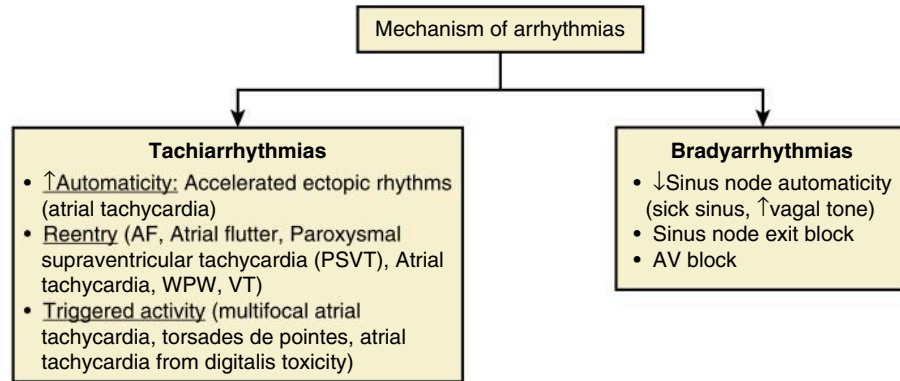 Mechanism of arrhythmias
Tachiarrhythmias
• ↑Automaticity: Accelerated ectopic rhythms
(atrial tachycardia)
• Reentry (AF, Atrial flutter, Paroxysmal
supraventricular tachycardia (PSVT), Atrial
tachycardia, WPW, VT)
• Triggered activity (multifocal atrial
tachycardia, torsades de pointes, atrial
tachycardia from digitalis toxicity)
Bradyarrhythmias
• ↓Sinus node automaticity
(sick sinus, ↑vagal tone)
• Sinus node exit block
• AV block